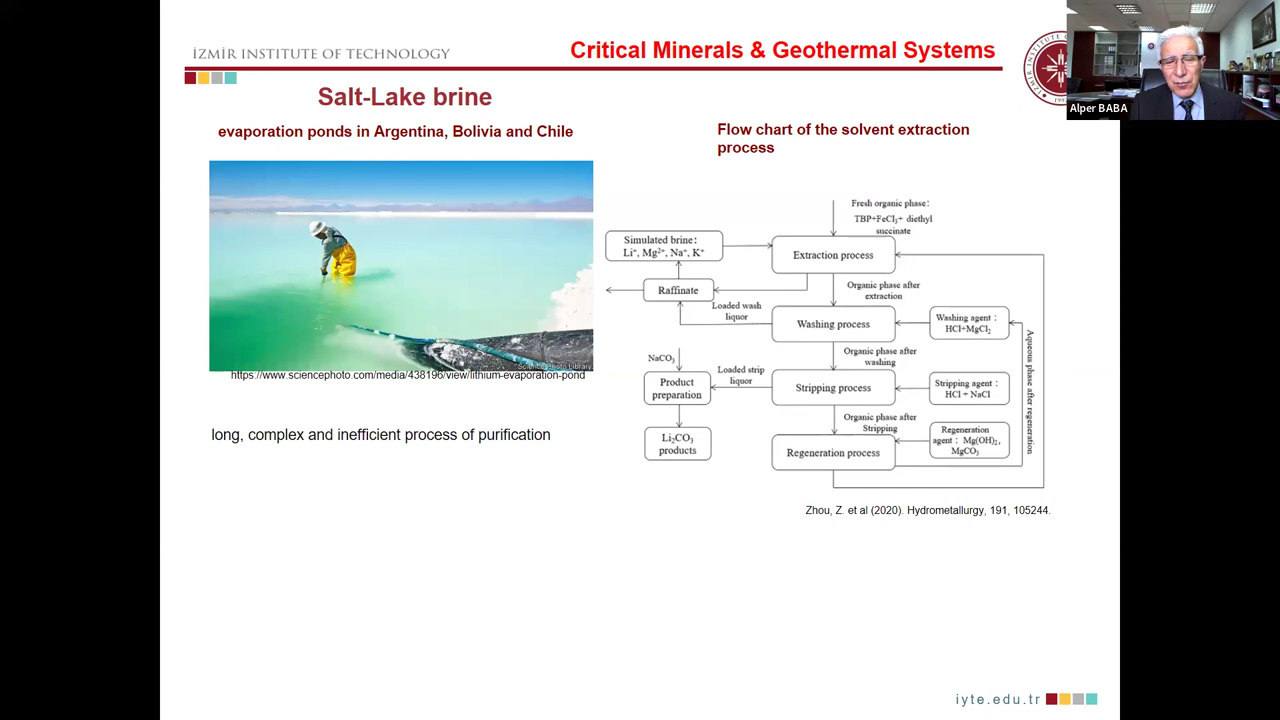 İZMİR INSTITUTE OF TECHNOLOGY
Critical Minerals & Geothermal Systems
Alper BABA
Salt-Lake brine
evaporation ponds in Argentina, Bolivia and Chile
Science Photo Library
https://www.sciencephoto.com/media/438196/view/lithium-evaporation-pond
long, complex and inefficient process of purification
Flow chart of the solvent extraction
process
Fresh organic phase:
TBP+FeCl₃+ diethyl
succinate
Simulated brine:
Li⁺, Mg²⁺, Na⁺, K⁺
Extraction process
Raffinate
Organic phase after
extraction
Loaded wash
liquor
Washing process
Washing agent:
HCl+MgCl₂
Organic phase after
washing
NaCO₃
Loaded strip
liquor
Product
preparation
Stripping process
Stripping agent:
HCl + NaCl
Organic phase after
Stripping
Li₂CO₃
products
Regeneration process
Regeneration
agent: Mg(OH)₂,
MgCO₃
Aqueous phase after regeneration
Zhou, Z. et al (2020). Hydrometallurgy, 191, 105244.
iyte.edu.tr